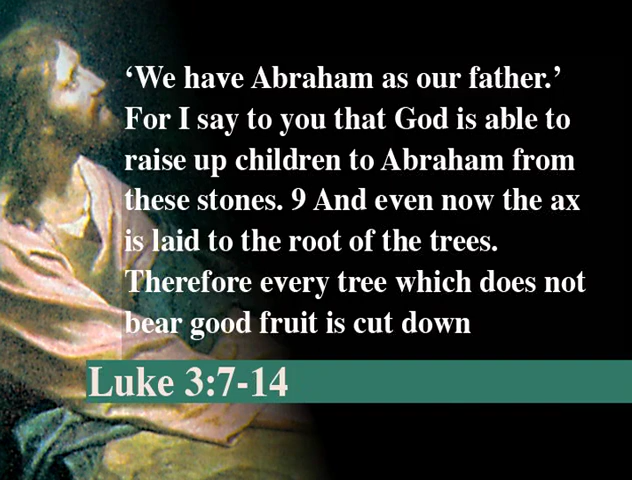 ‘We have Abraham as our father.’
For I say to you that God is able to
raise up children to Abraham from
these stones. 9 And even now the ax
is laid to the root of the trees.
Therefore every tree which does not
bear good fruit is cut down
Luke 3:7-14